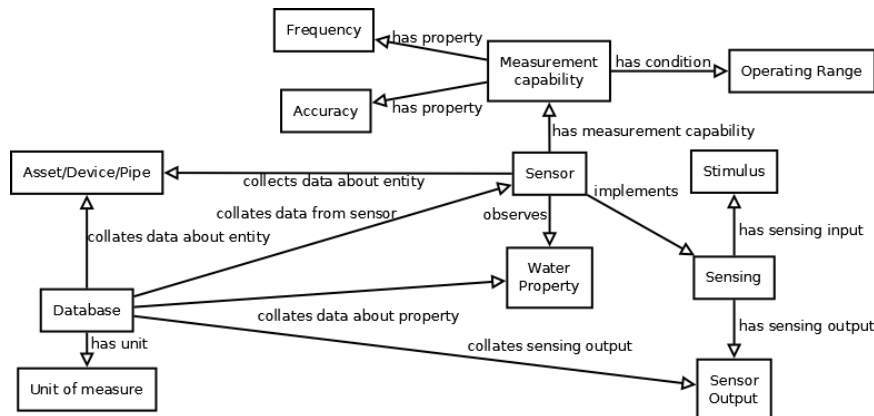 Frequency
has property
Measurement
capability
has condition
Operating Range
Accuracy
has property
has measurement capability
Asset/Device/Pipe
collects data about entity
Sensor
implements
Stimulus
collates data from sensor
observes
collates data about entity
has sensing input
Water
Property
Sensing
Database
collates data about property
has sensing output
has unit
collates sensing output
Unit of measure
Sensor
Output